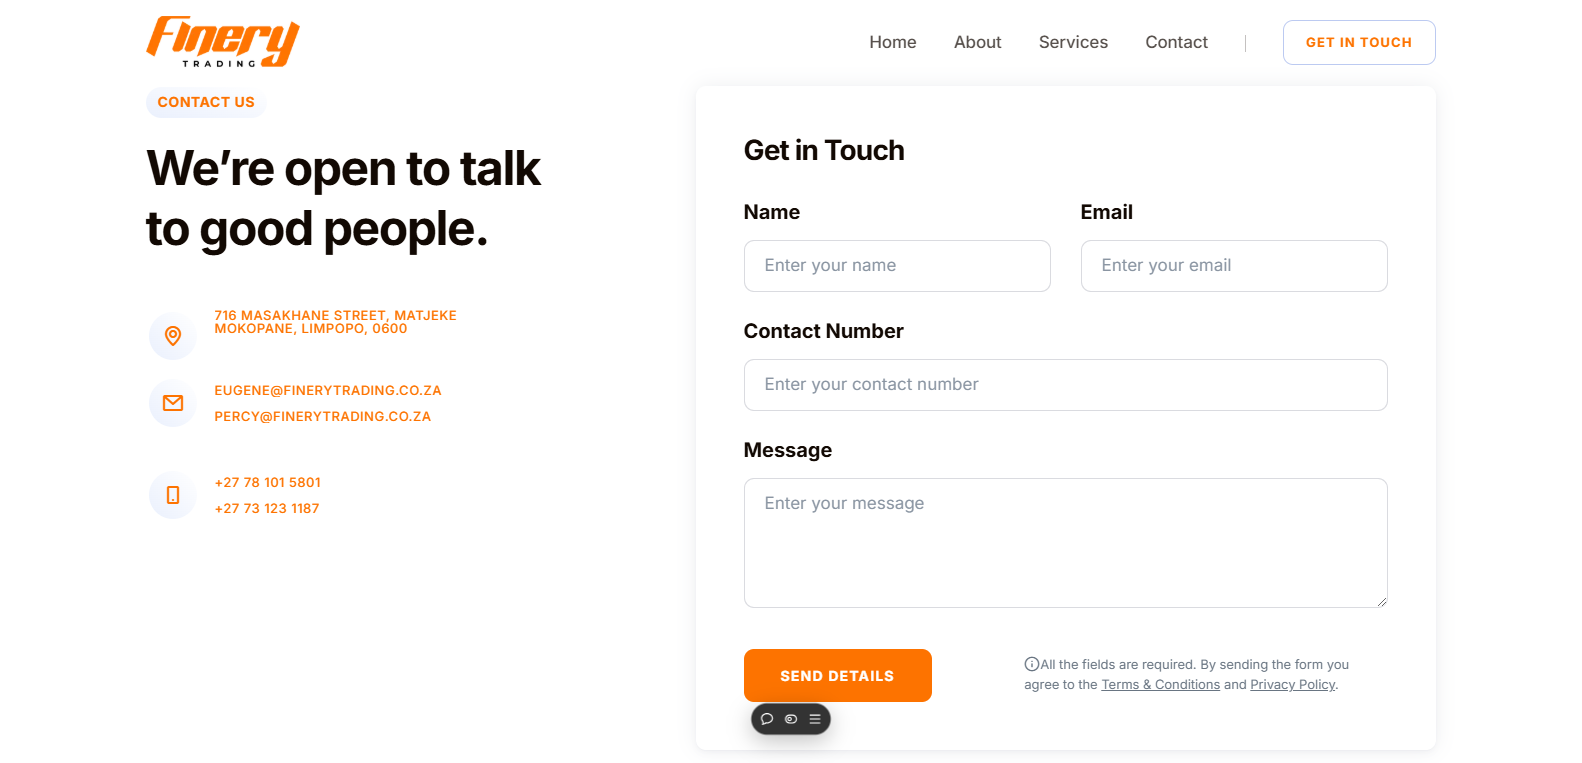 Finery
TRADING
Home
About
Services
Contact
GET IN TOUCH
CONTACT US
We’re open to talk
to good people.
716 MASAKHANE STREET, MATJEKE
MOKOPANE, LIMPOPO, 0600
EUGENE@FINERYTRADING.CO.ZA
PERCY@FINERYTRADING.CO.ZA
+27 78 101 5801
+27 73 123 1187
Get in Touch
Name
Email
Enter your name
Enter your email
Contact Number
Enter your contact number
Message
Enter your message
SEND DETAILS
All the fields are required. By sending the form you
agree to the Terms & Conditions and Privacy Policy.